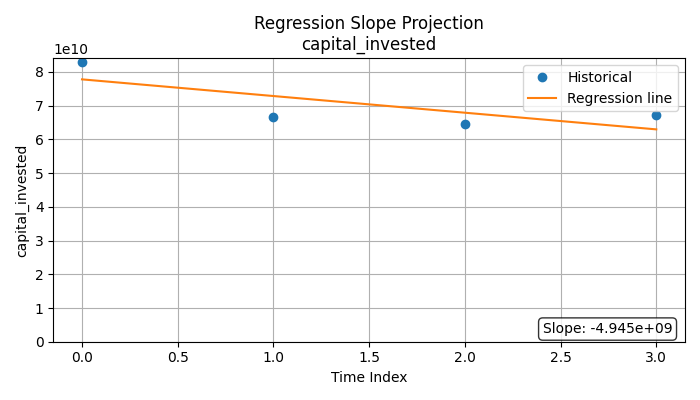 Regression Slope Projection
capital_invested
1e10
8
7
6
5
4
3
2
1
0
capital_invested
Historical
Regression line
Slope: -4.945e+09
0.0 0.5 1.0 1.5 2.0 2.5 3.0
Time Index